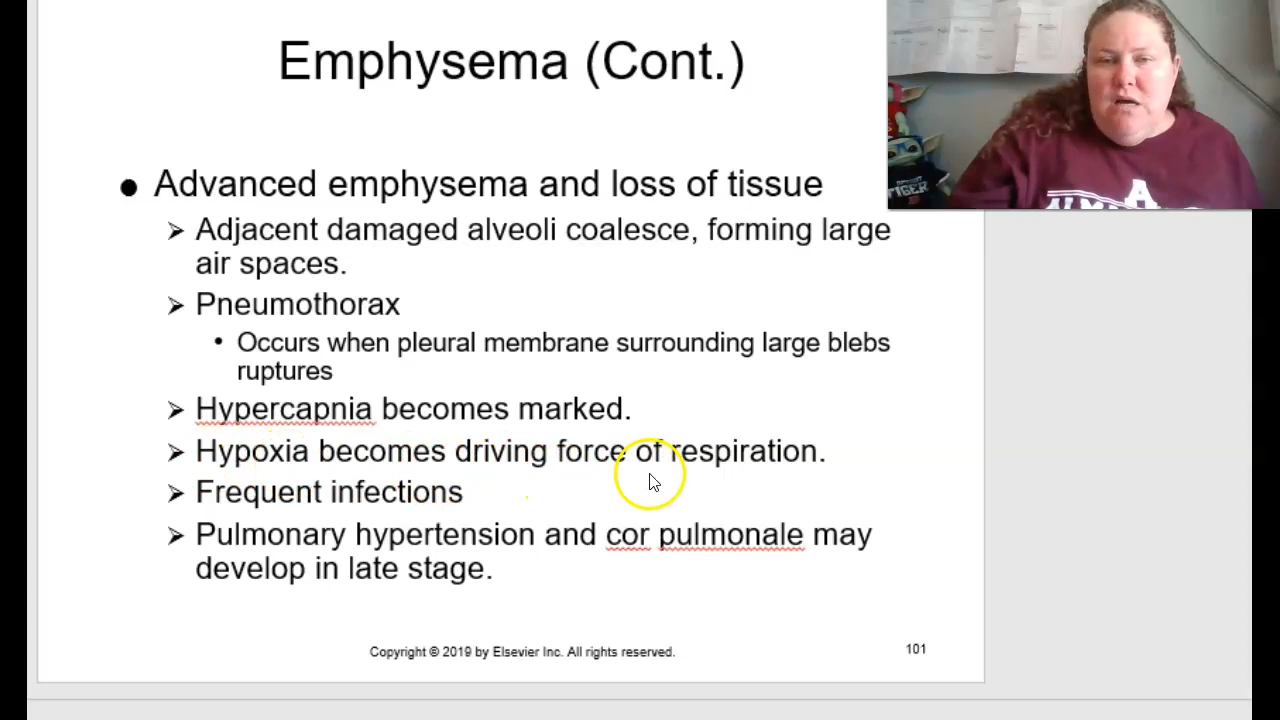 Emphysema (Cont.)
● Advanced emphysema and loss of tissue
➢ Adjacent damaged alveoli coalesce, forming large
air spaces.
➢ Pneumothorax
• Occurs when pleural membrane surrounding large blebs
ruptures
➢ Hypercapnia becomes marked.
➢ Hypoxia becomes driving force of respiration.
➢ Frequent infections
➢ Pulmonary hypertension and cor pulmonale may
develop in late stage.
Copyright © 2019 by Elsevier Inc. All rights reserved.
101
TIGER
A